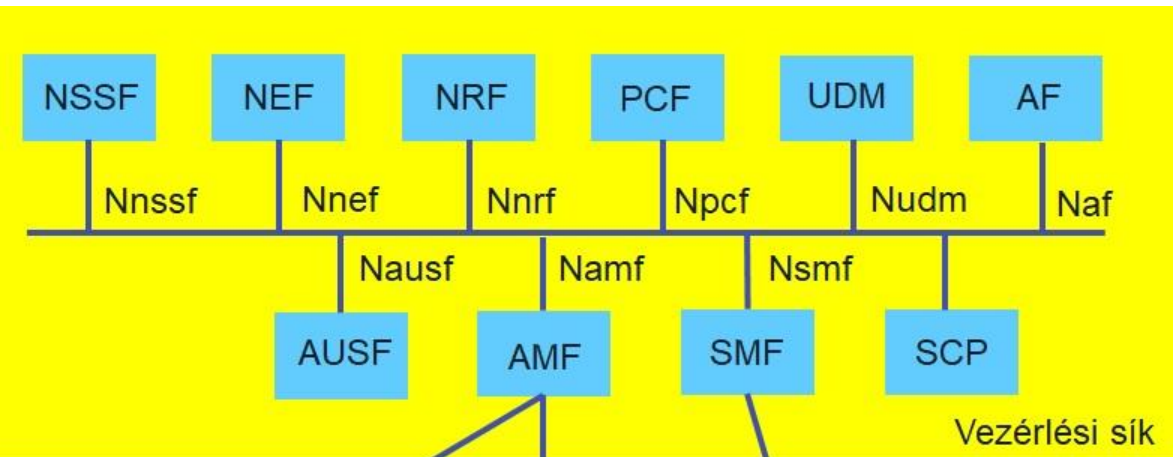 NSSF NEF NRF PCF UDM AF
Nnssf Nnef Nnrf Npcf Nudm Naf
Nausf Namf Nsmf
AUSF AMF SMF SCP
Vezérlési sík